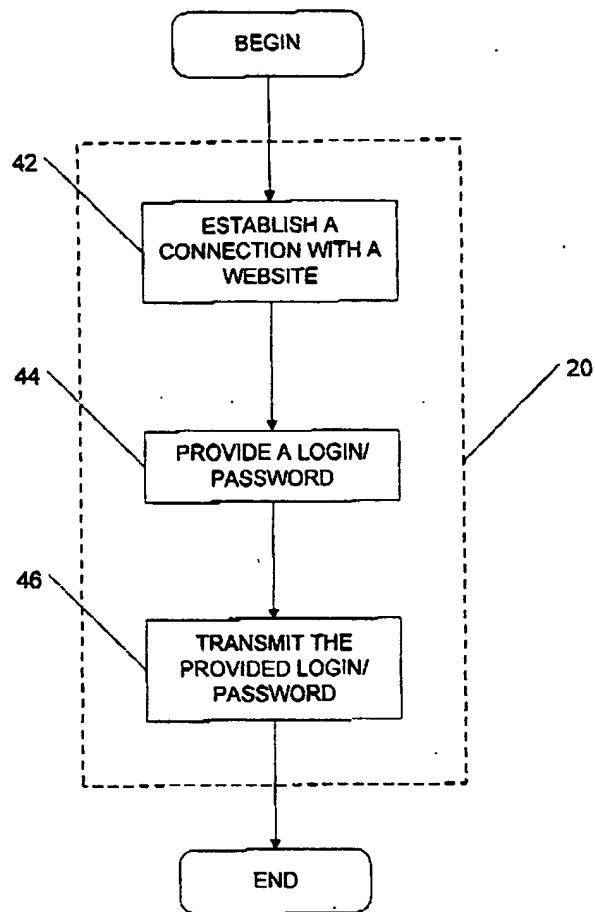 BEGIN
42
ESTABLISH A
CONNECTION WITH A
WEBSITE
44
20
PROVIDE A LOGIN/
PASSWORD
46
TRANSMIT THE
PROVIDED LOGIN/
PASSWORD
END